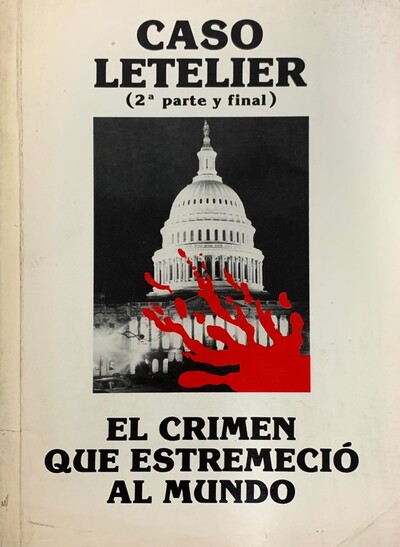 CASO
LETELIER
(2ª parte y final)
EL CRIMEN
QUE ESTREMECIÓ
AL MUNDO